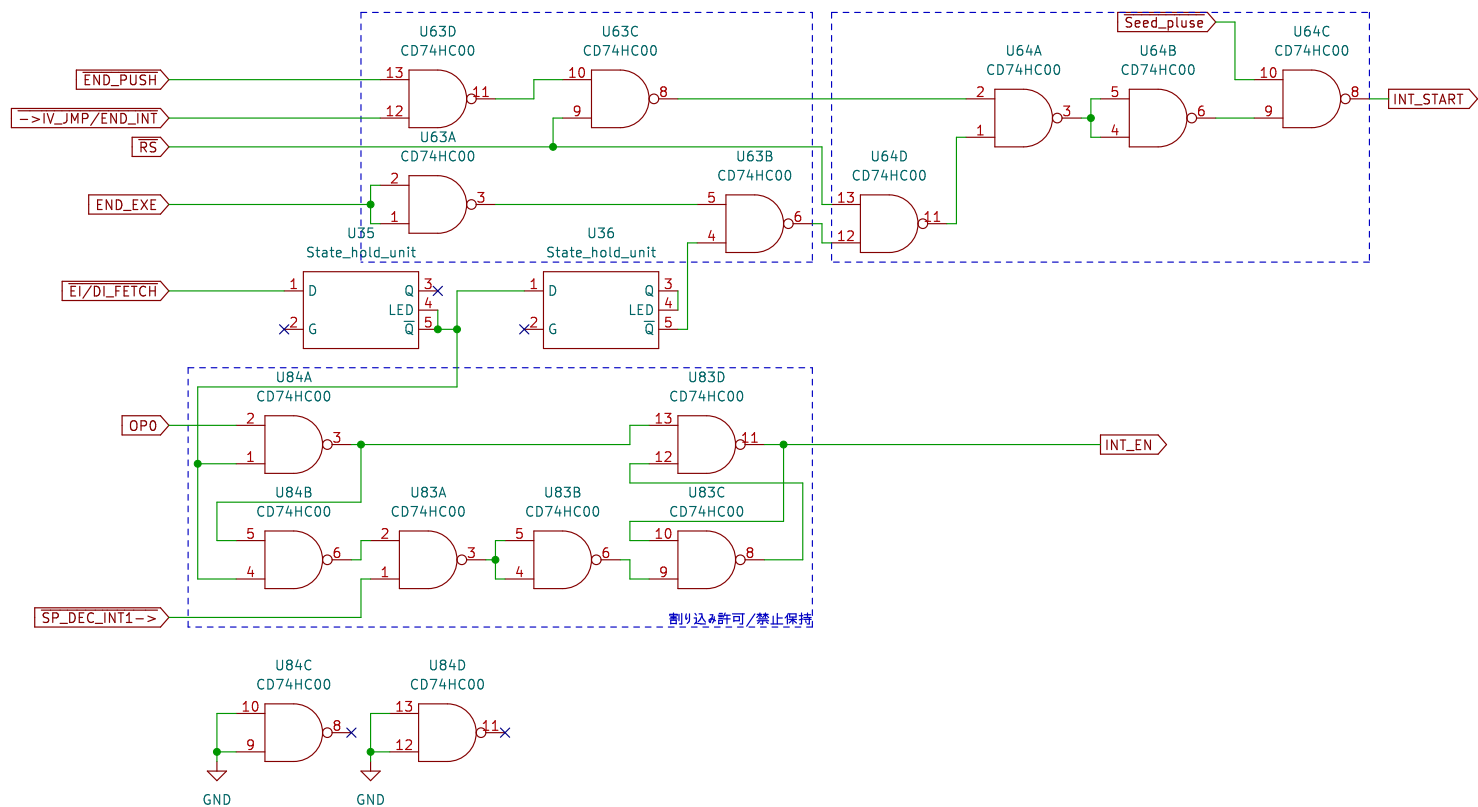 U63D
CD74HC00
U63C
CD74HC00
Seed_pluse
U64C
CD74HC00
U64A
CD74HC00
U64B
CD74HC00
END_PUSH
13
11
10
8
2
3
5
6
10
8
INT_START
->IV_JMP/END_INT
12
9
1
4
9
RS
U63A
CD74HC00
U63B
CD74HC00
U64D
CD74HC00
END_EXE
2
3
1
5
6
4
13
11
12
U35
State_hold_unit
U36
State_hold_unit
EI/DI_FETCH
1
D
Q
3
LED
4
2
G
Q
5
1
D
Q
3
LED
4
2
G
Q
5
U84A
CD74HC00
U83D
CD74HC00
OP0
2
3
1
13
11
12
INT_EN
U84B
CD74HC00
U83A
CD74HC00
U83B
CD74HC00
U83C
CD74HC00
5
6
4
2
3
1
5
6
4
10
8
9
SP_DEC_INT1->
割り込み許可/禁止保持
U84C
CD74HC00
U84D
CD74HC00
10
8
9
13
11
12
GND
GND